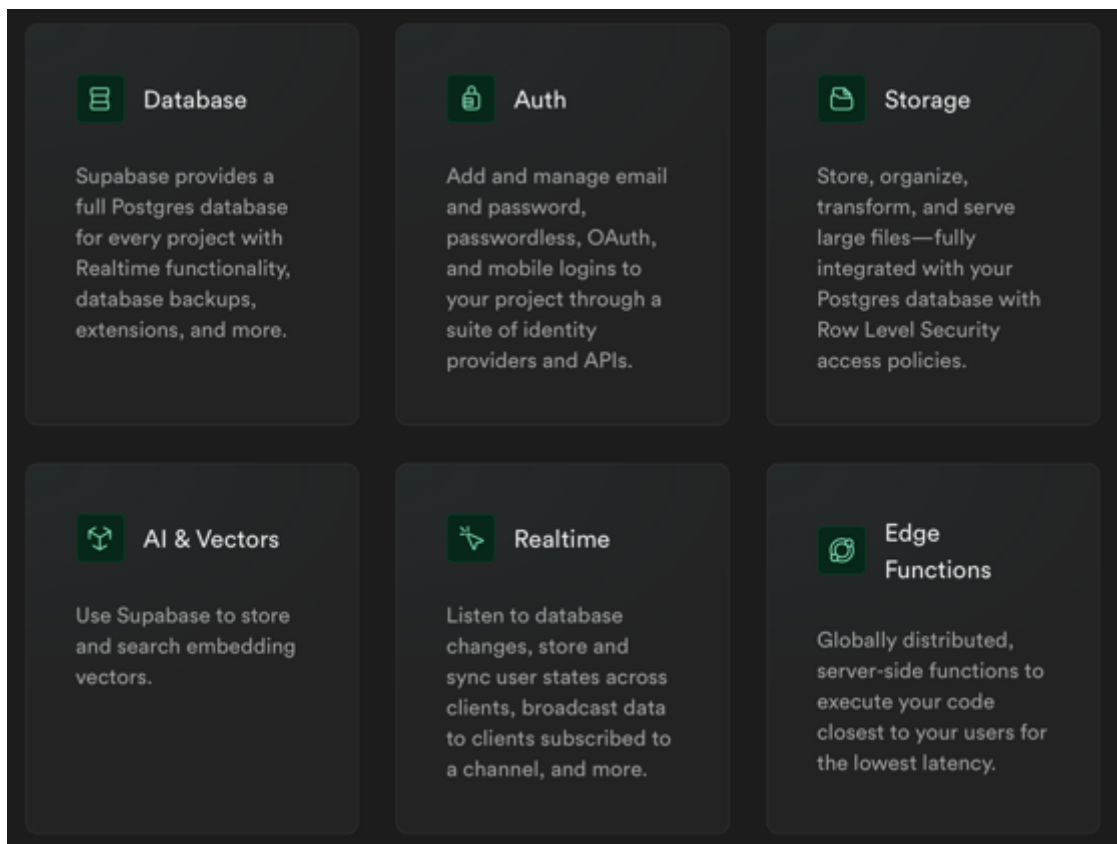 Database
Supabase provides a
full Postgres database
for every project with
Realtime functionality,
database backups,
extensions, and more.
Auth
Add and manage email
and password,
passwordless, OAuth,
and mobile logins to
your project through a
suite of identity
providers and APIs.
Storage
Store, organize,
transform, and serve
large files—fully
integrated with your
Postgres database with
Row Level Security
access policies.
AI & Vectors
Use Supabase to store
and search embedding
vectors.
Realtime
Listen to database
changes, store and
sync user states across
clients, broadcast data
to clients subscribed to
a channel, and more.
Edge
Functions
Globally distributed,
server-side functions to
execute your code
closest to your users for
the lowest latency.